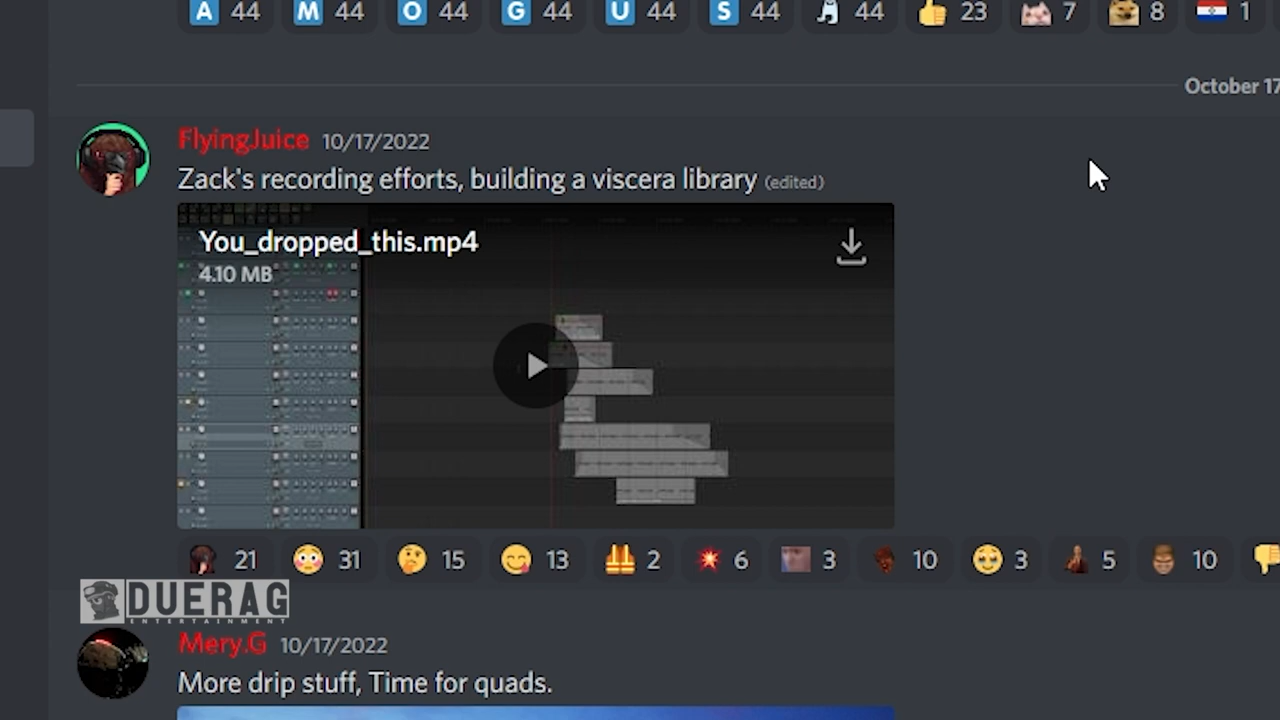 A 44 M 44 O 44 G 44 U 44 S 44 44 23 7 8 1
October 17
FlyingJuice 10/17/2022
Zack's recording efforts, building a viscera library (edited)
You_dropped_this.mp4
4.10 MB
21 31 15 13 2 6 3 10 3 5 10
DUERAG
ENTERTAINMENT
Mery.G 10/17/2022
More drip stuff, Time for quads.